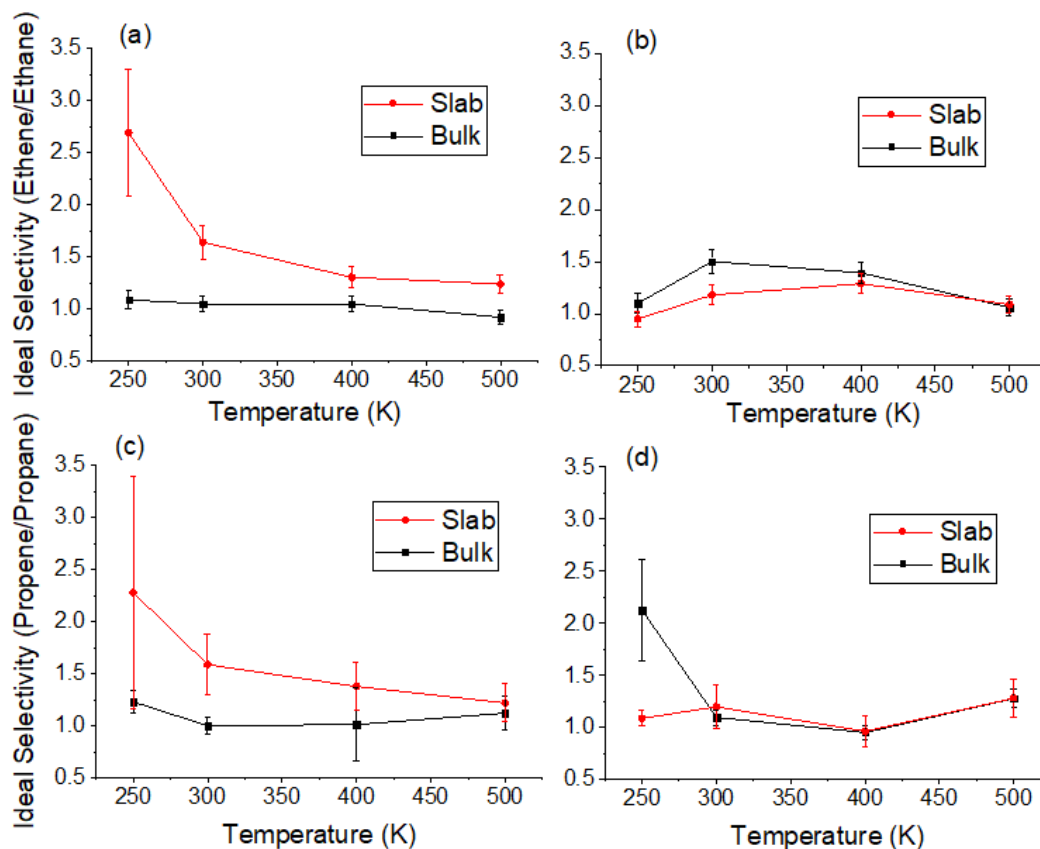 (a)
3.5
3.0
2.5
2.0
1.5
1.0
0.5
Slab
Bulk
250 300 350 400 450 500
Temperature (K)
Ideal Selectivity (Ethene/Ethane)
(b)
3.5
3.0
2.5
2.0
1.5
1.0
0.5
Slab
Bulk
250 300 350 400 450 500
Temperature (K)
(c)
3.5
3.0
2.5
2.0
1.5
1.0
0.5
Slab
Bulk
250 300 350 400 450 500
Temperature (K)
Ideal Selectivity (Propene/Propane)
(d)
3.5
3.0
2.5
2.0
1.5
1.0
0.5
Slab
Bulk
250 300 350 400 450 500
Temperature (K)